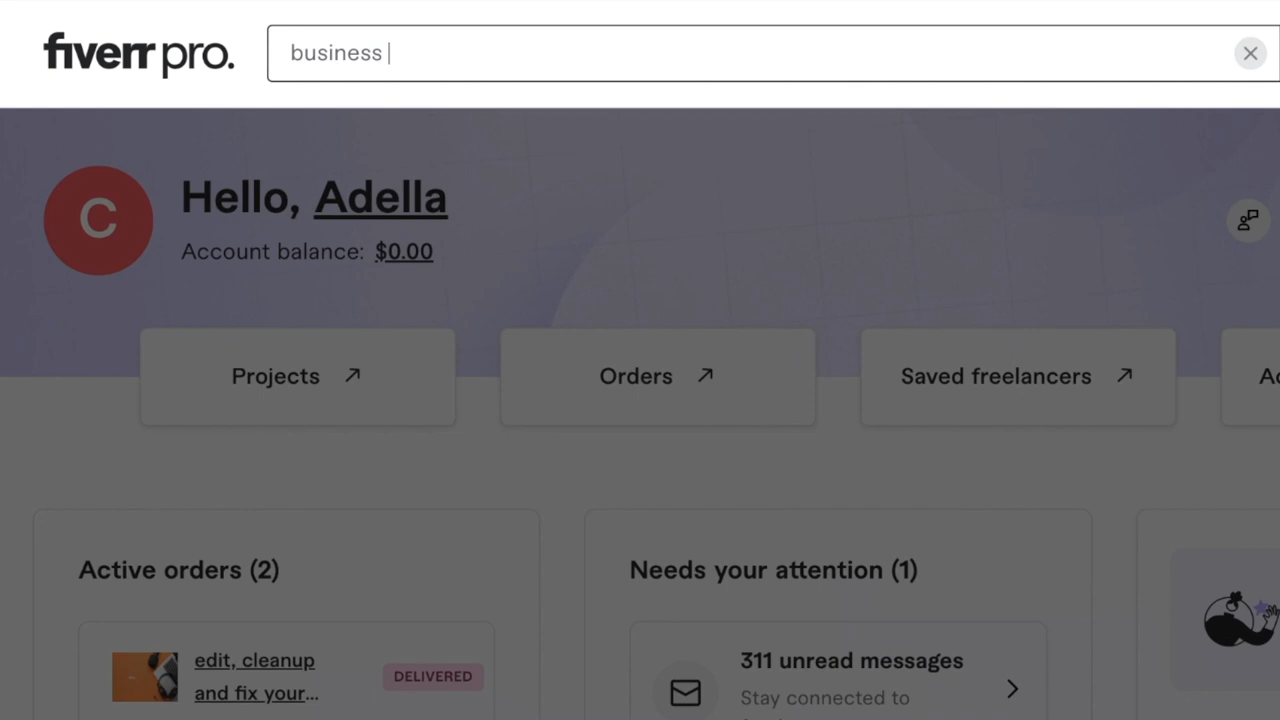 fiverr pro.
business
C
Hello, Adella
Account balance: $0.00
Projects
Orders
Saved freelancers
Active orders (2)
Needs your attention (1)
edit, cleanup
and fix your...
DELIVERED
311 unread messages
Stay connected to